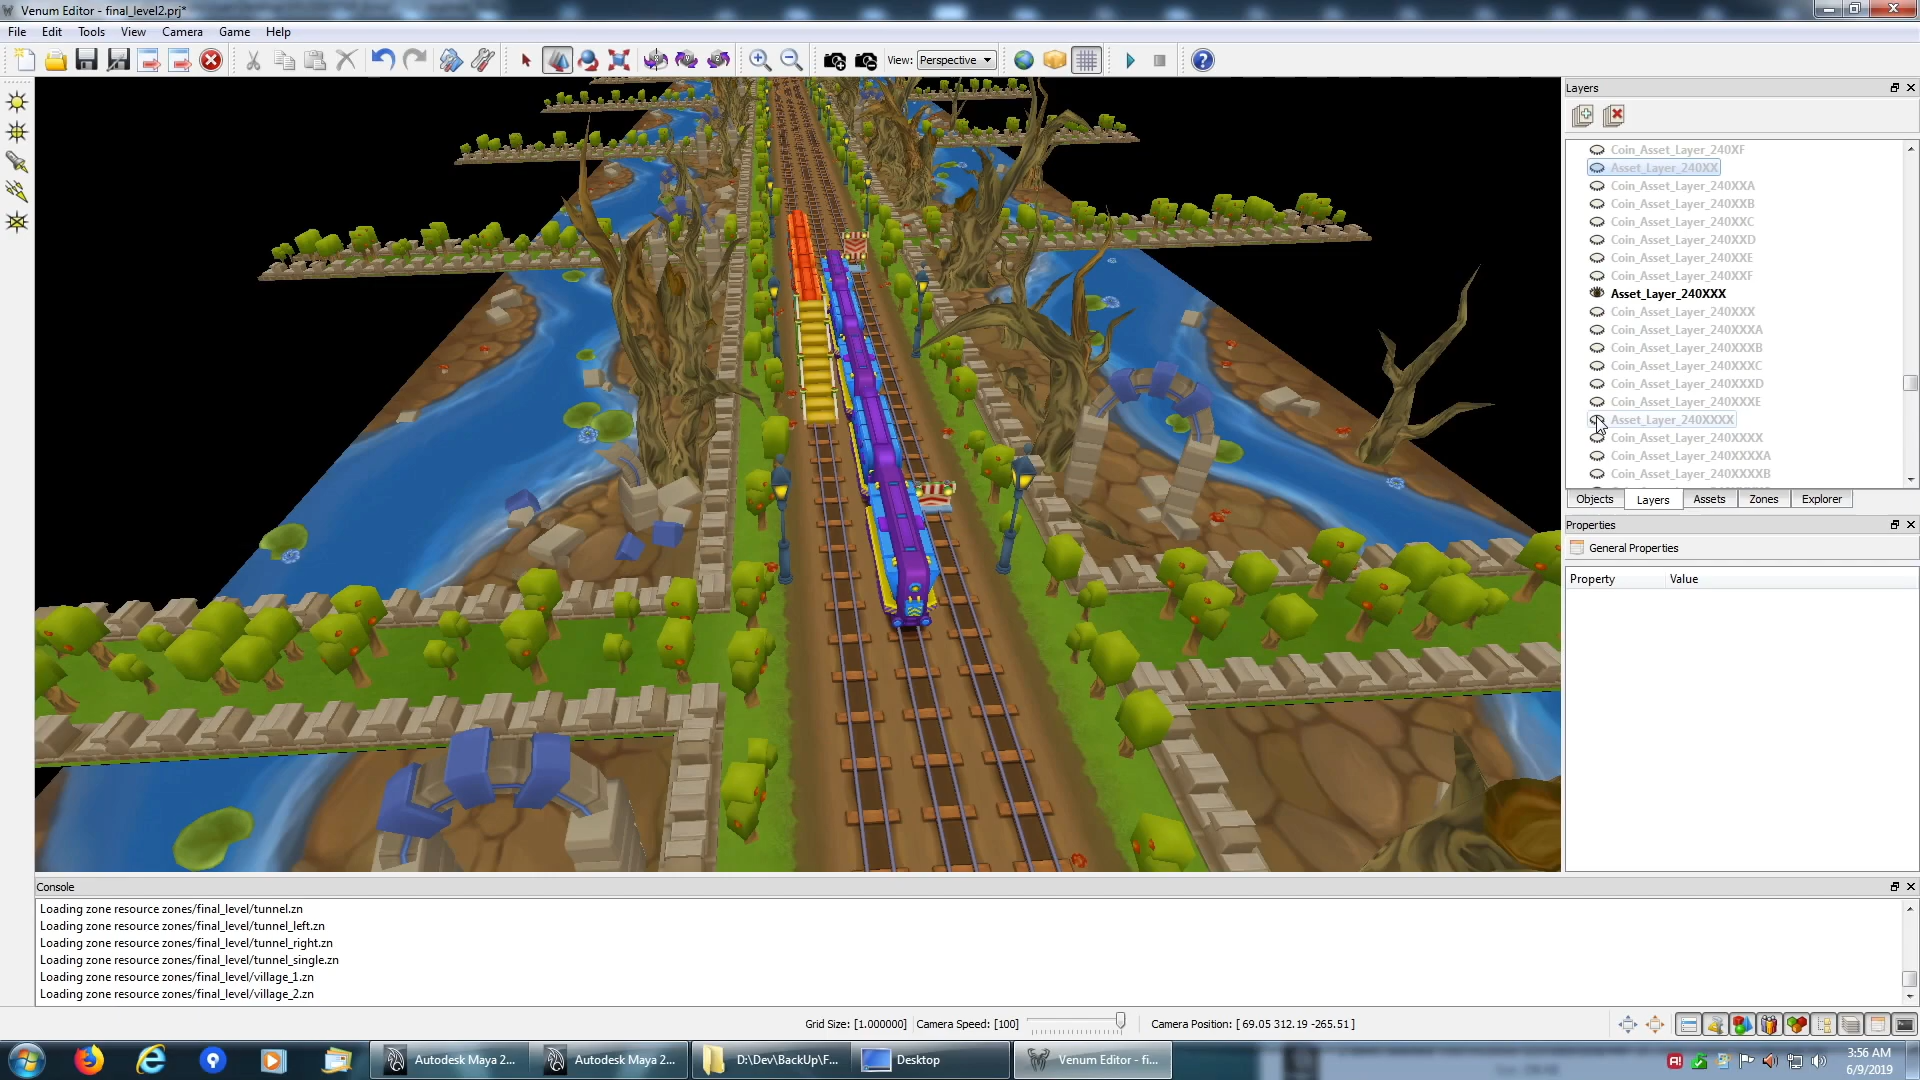 Venum Editor - final_level2.prj*
File Edit Tools View Camera Game Help
View: Perspective
Layers
Coin_Asset_Layer_240XF
Asset_Layer_240XX
Coin_Asset_Layer_240XXA
Coin_Asset_Layer_240XXB
Coin_Asset_Layer_240XXC
Coin_Asset_Layer_240XXD
Coin_Asset_Layer_240XXE
Coin_Asset_Layer_240XXF
Asset_Layer_240XXX
Coin_Asset_Layer_240XXX
Coin_Asset_Layer_240XXXA
Coin_Asset_Layer_240XXXB
Coin_Asset_Layer_240XXXC
Coin_Asset_Layer_240XXXD
Coin_Asset_Layer_240XXXE
Asset_Layer_240XXXX
Coin_Asset_Layer_240XXXX
Coin_Asset_Layer_240XXXXA
Coin_Asset_Layer_240XXXXB
Objects Layers Assets Zones Explorer
Properties
General Properties
Property Value
Console
Loading zone resource zones/final_level/tunnel.zn
Loading zone resource zones/final_level/tunnel_left.zn
Loading zone resource zones/final_level/tunnel_right.zn
Loading zone resource zones/final_level/tunnel_single.zn
Loading zone resource zones/final_level/village_1.zn
Loading zone resource zones/final_level/village_2.zn
Grid Size: [1.000000] Camera Speed: [100] Camera Position: [ 69.05 312.19 -265.51 ]
Autodesk Maya 2... Autodesk Maya 2... D:\Dev\BackUp\F... Desktop Venum Editor - fi...
3:56 AM
6/9/2019